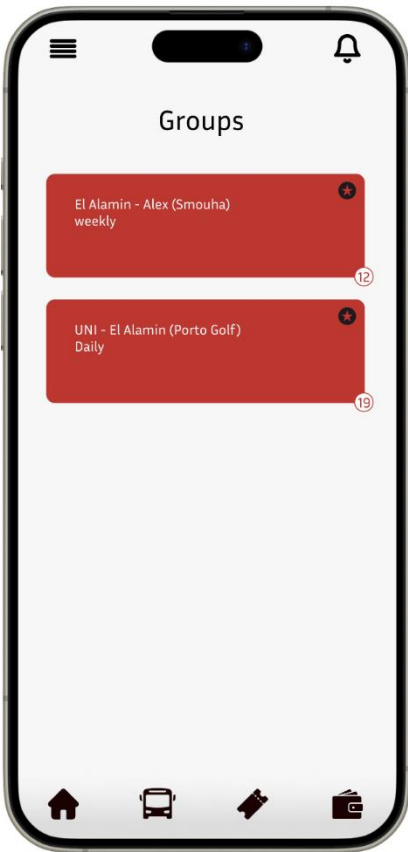 Groups
El Alamin - Alex (Smouha)
weekly
12
UNI - El Alamin (Porto Golf)
Daily
19